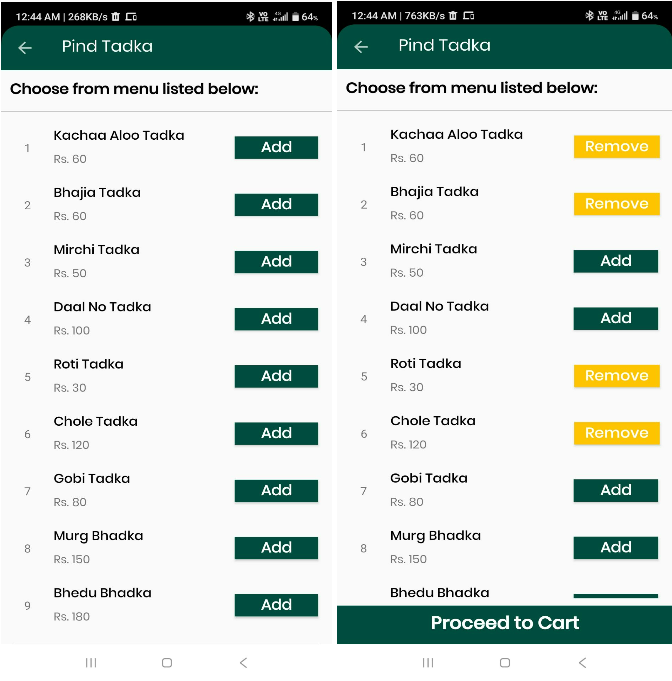 12:44 AM | 268KB/s
VO LTE 4G 64%
Pind Tadka
Choose from menu listed below:
1 Kachaa Aloo Tadka Add
Rs. 60
2 Bhajia Tadka Add
Rs. 60
3 Mirchi Tadka Add
Rs. 50
4 Daal No Tadka Add
Rs. 100
5 Roti Tadka Add
Rs. 30
6 Chole Tadka Add
Rs. 120
7 Gobi Tadka Add
Rs. 80
8 Murg Bhadka Add
Rs. 150
9 Bhedu Bhadka Add
Rs. 180
12:44 AM | 763KB/s
VO LTE 4G 64%
Pind Tadka
Choose from menu listed below:
1 Kachaa Aloo Tadka Remove
Rs. 60
2 Bhajia Tadka Remove
Rs. 60
3 Mirchi Tadka Add
Rs. 50
4 Daal No Tadka Add
Rs. 100
5 Roti Tadka Remove
Rs. 30
6 Chole Tadka Remove
Rs. 120
7 Gobi Tadka Add
Rs. 80
8 Murg Bhadka Add
Rs. 150
Bhedu Bhadka
Proceed to Cart